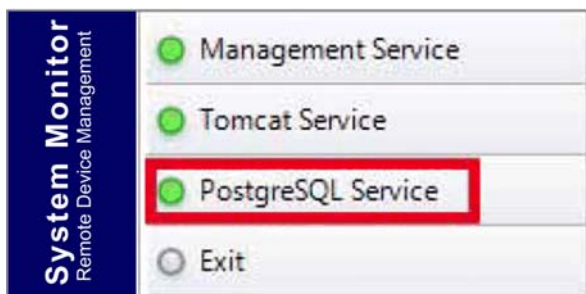 System Monitor
Remote Device Management
Management Service
Tomcat Service
PostgreSQL Service
Exit